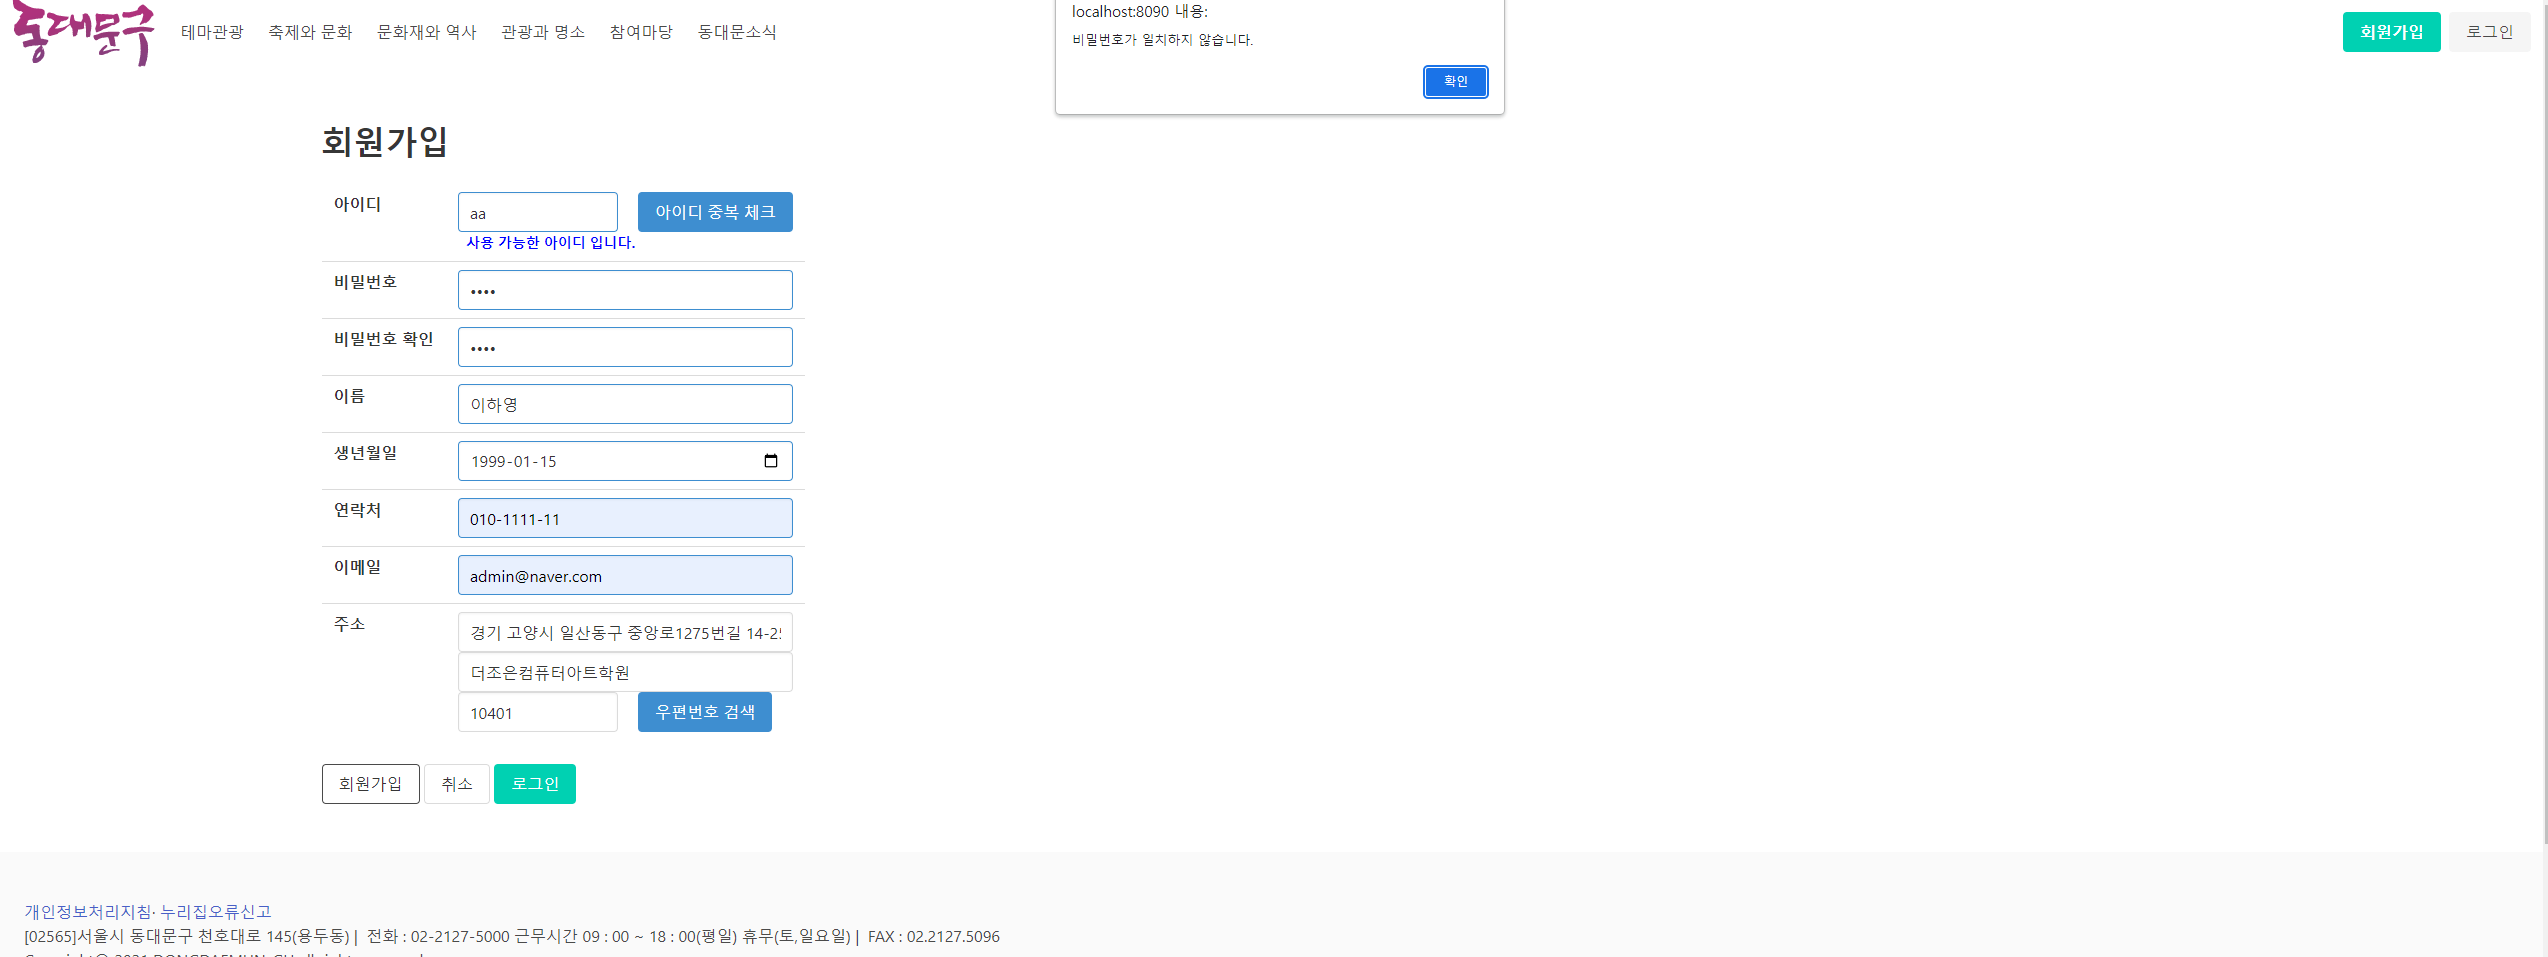 동대문구 테마관광 축제와 문화 문화재와 역사 관광과 명소 참여마당 동대문소식
localhost:8090 내용:
비밀번호가 일치하지 않습니다.
확인
회원가입 로그인
회원가입
아이디 aa 아이디 중복 체크
사용 가능한 아이디 입니다.
비밀번호 ••••
비밀번호 확인 ••••
이름 이하영
생년월일 1999-01-15
연락처 010-1111-11
이메일 admin@naver.com
주소 경기 고양시 일산동구 중앙로1275번길 14-2
더조은컴퓨터아트학원
10401 우편번호 검색
회원가입 취소 로그인
개인정보처리지침· 누리집오류신고
[02565]서울시 동대문구 천호대로 145(용두동) | 전화 : 02-2127-5000 근무시간 09 : 00 ~ 18 : 00(평일) 휴무(토,일요일) | FAX : 02.2127.5096